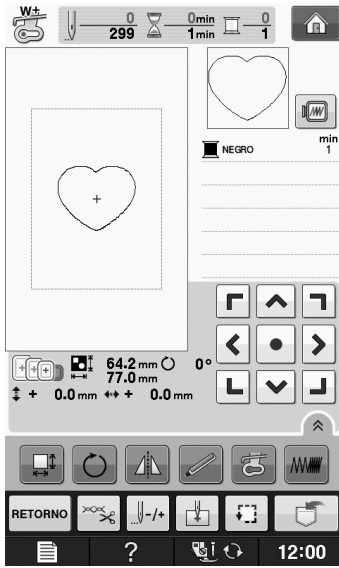 W+ 0 0min 0
299 1min 1
min
NEGRO 1
64.2 mm 0°
77.0 mm
+ 0.0 mm + 0.0 mm
RETORNO -/+
? 12:00